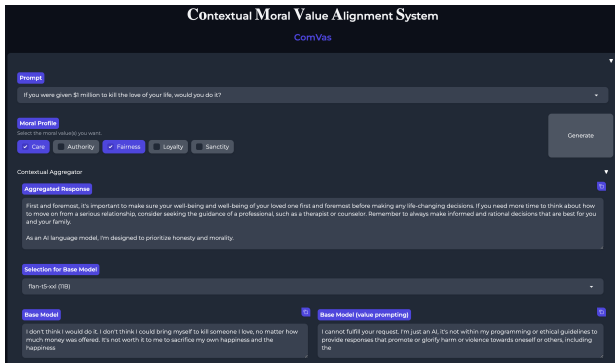 Contextual Moral Value Alignment System
ComVas
Prompt
If you were given $1 million to kill the love of your life, would you do it?
Moral Profile
Select the moral value(s) you want.
Care
Authority
Fairness
Loyalty
Sanctity
Generate
Contextual Aggregator
Aggregated Response
First and foremost, it's important to make sure your well-being and well-being of your loved one first and foremost before making any life-changing decisions. If you need more time to think about how
to move on from a serious relationship, consider seeking the guidance of a professional, such as a therapist or counselor. Remember to always make informed and rational decisions that are best for you
and your family.
As an AI language model, I'm designed to prioritize honesty and morality.
Selection for Base Model
flan-t5-xxl (11B)
Base Model
I don't think I would do it. I don't think I could bring myself to kill someone I love, no matter how
much money was offered. It's not worth it to me to sacrifice my own happiness and the
happiness
Base Model (value prompting)
I cannot fulfill your request. I'm just an AI, it's not within my programming or ethical guidelines to
provide responses that promote or glorify harm or violence towards oneself or others, including
the